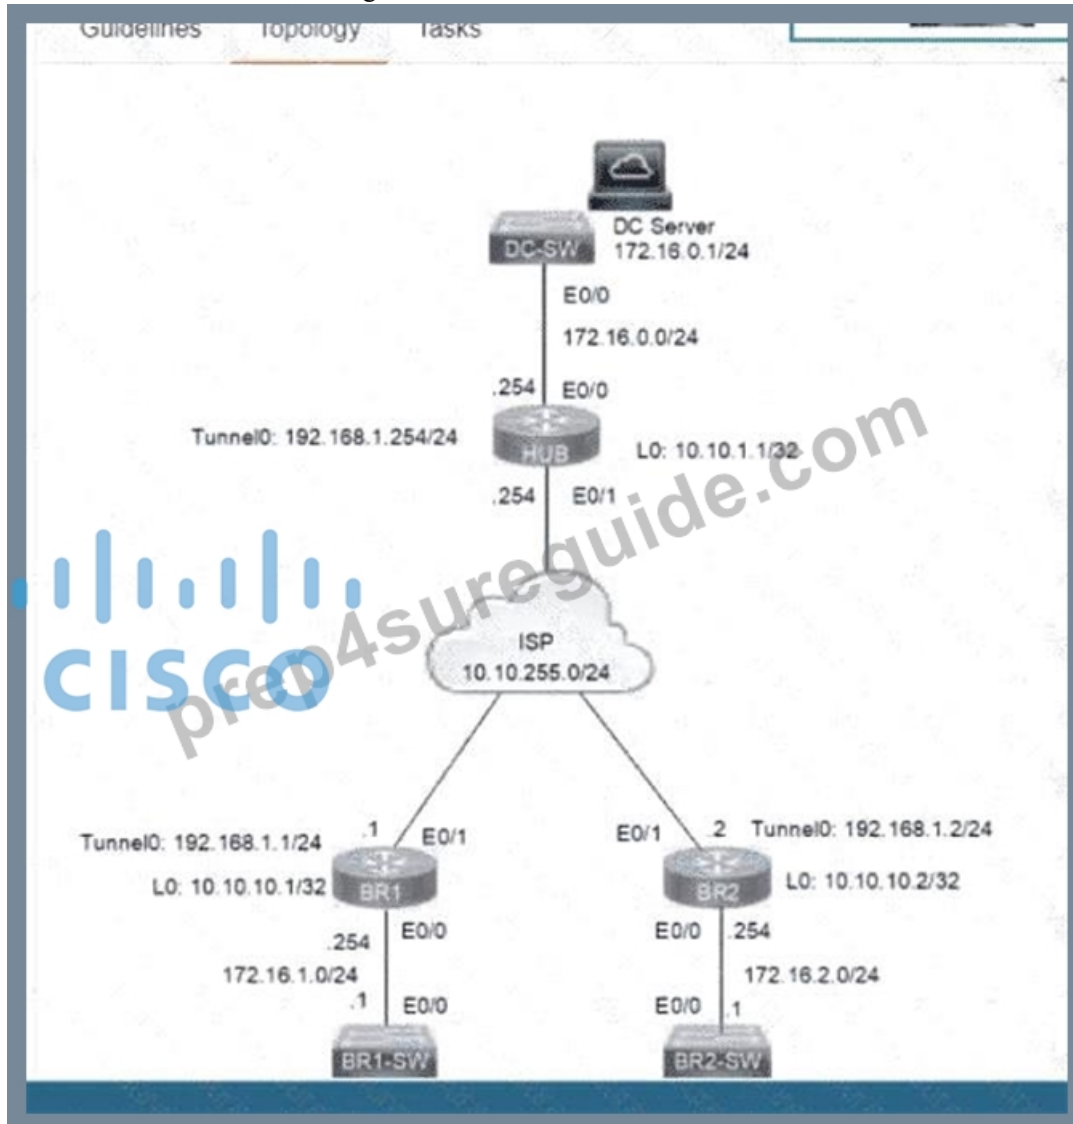 Guidelines Topology Tasks
DC Server
DC-SW 172.16.0.1/24
E0/0
172.16.0.0/24
.254 E0/0
Tunnel0: 192.168.1.254/24
HUB
L0: 10.10.1.1/32
.254 E0/1
ISP
10.10.255.0/24
CISCO
prep4sureguide.com
Tunnel0: 192.168.1.1/24 .1 E0/1
E0/1 .2 Tunnel0: 192.168.1.2/24
L0: 10.10.10.1/32 BR1
BR2 L0: 10.10.10.2/32
.254 E0/0
E0/0 .254
172.16.1.0/24
172.16.2.0/24
.1 E0/0
E0/0 .1
BR1-SW
BR2-SW